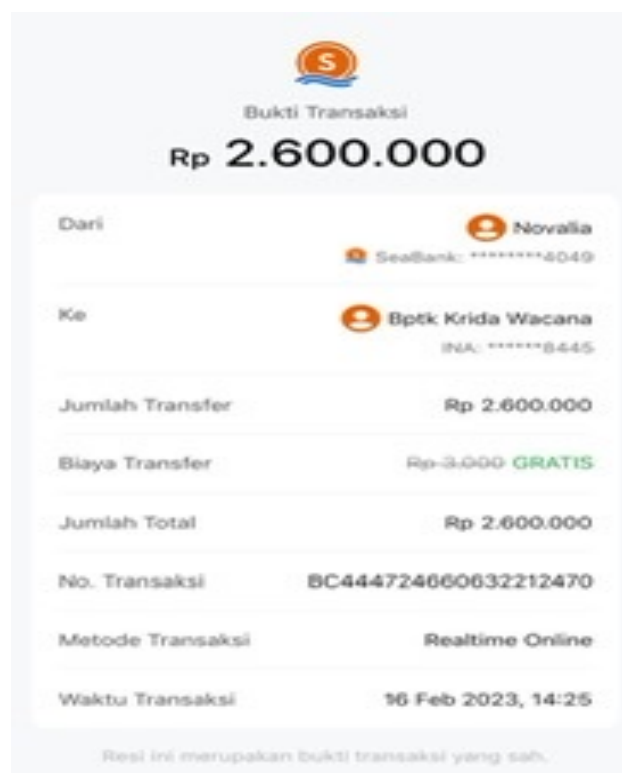 S
Bukti Transaksi
Rp 2.600.000
Dari Novalia
SeaBank: ********4049
Ke Bptk Krida Wacana
INA: ******8445
Jumlah Transfer Rp 2.600.000
Biaya Transfer Rp 3.000 GRATIS
Jumlah Total Rp 2.600.000
No. Transaksi BC444724660632212470
Metode Transaksi Realtime Online
Waktu Transaksi 16 Feb 2023, 14:25
Resi ini merupakan bukti transaksi yang sah.